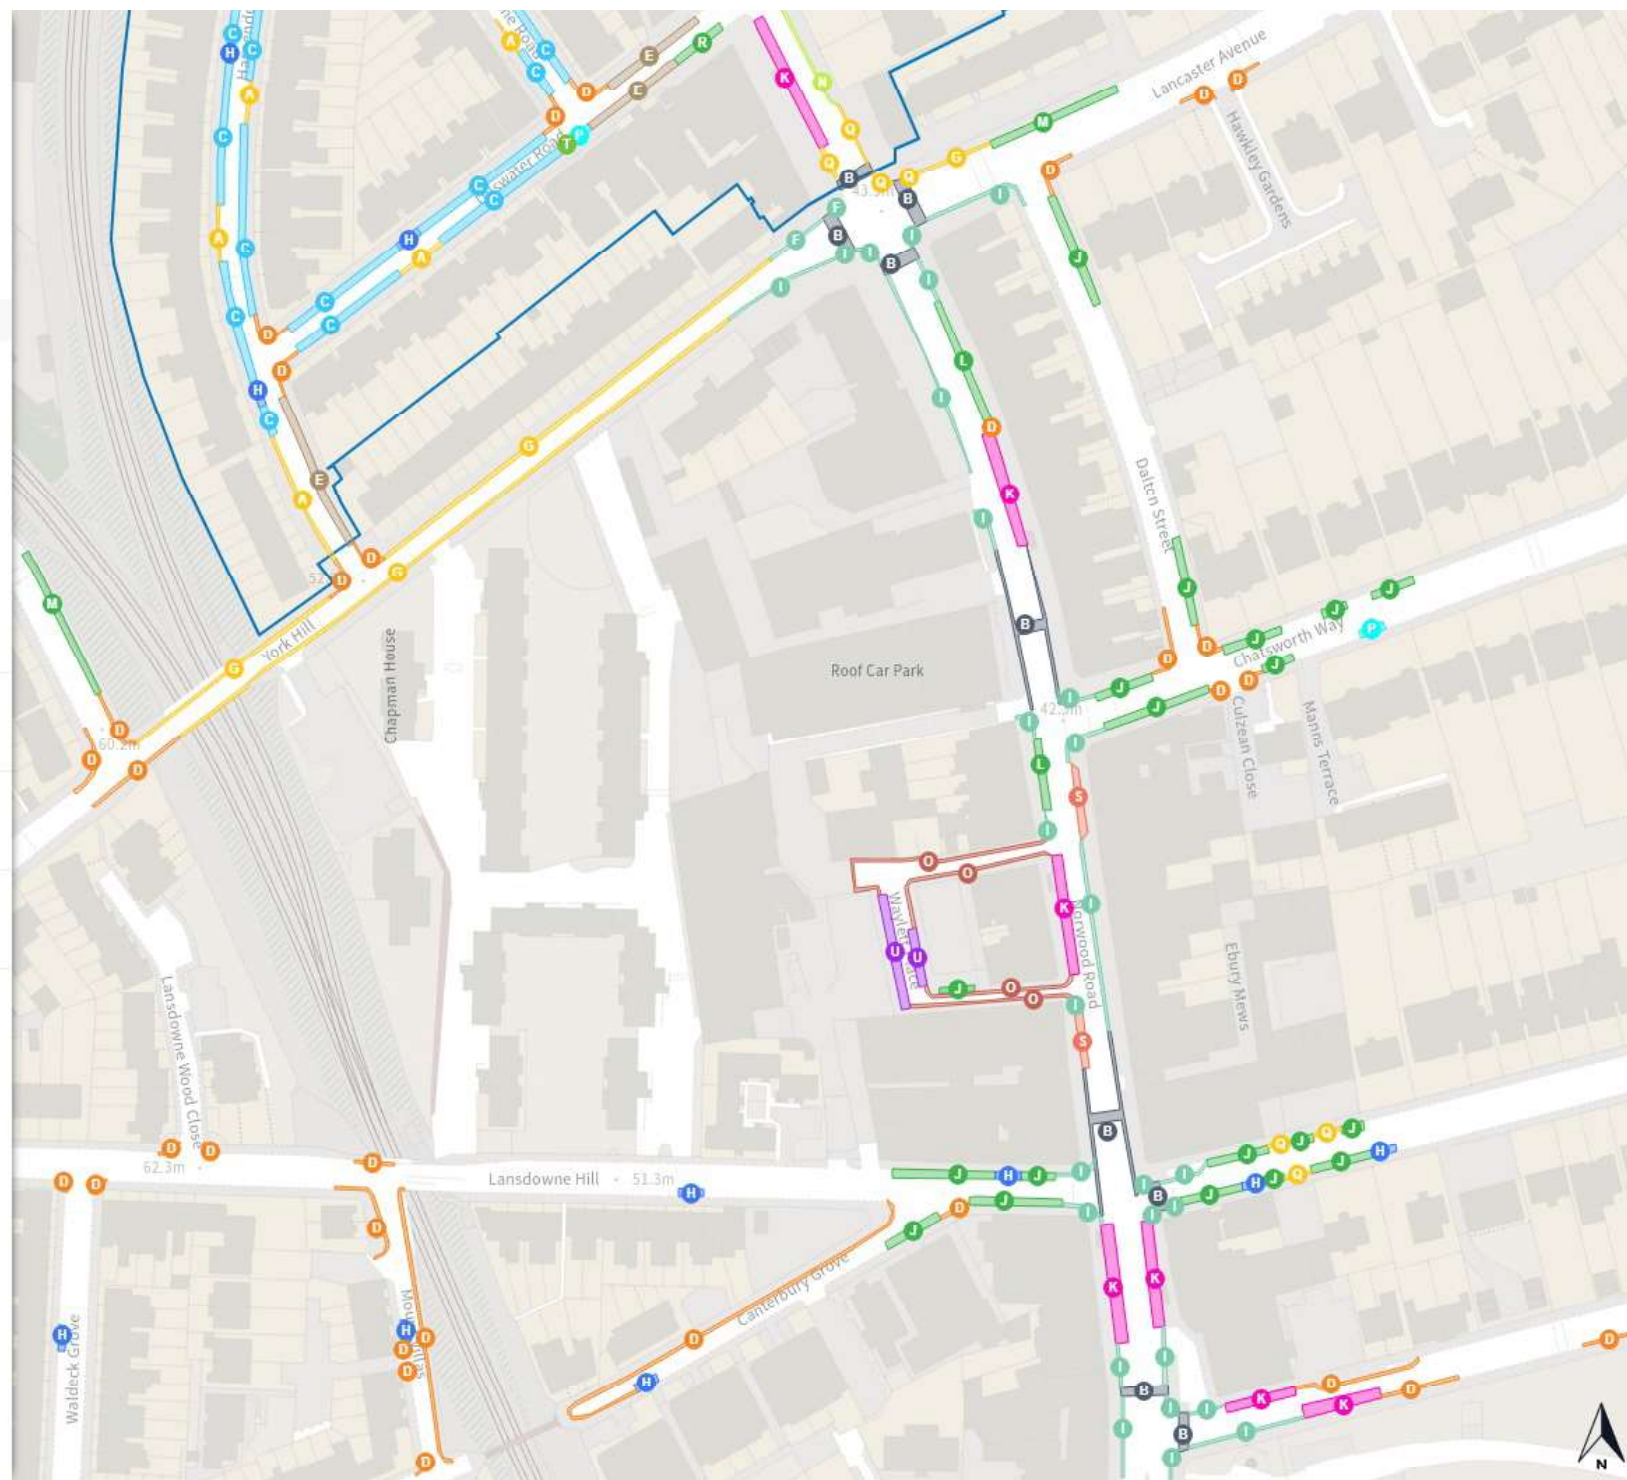 C
C
H
A
C
A
C
C
C
H
C
A
E
D
D
A
C
C
D
D
E
E
R
T
P
swater Road
C
C
H
A
C
C
D
D
K
N
Q
Q
B
Q
Q
B
G
M
Lancaster Avenue
D
D
Hawkley Gardens
F
F
B
I
I
I
B
I
I
I
D
J
L
I
D
K
I
B
G
G
G
York Hill
M
D
D
D
60.2m
Chapman House
Roof Car Park
Dalton Street
J
D
D
J
J
J
J
P
Chatsworth Way
D
D
J
J
I
I
I
Culzean Close
Manns Terrace
L
S
I
O
O
K
I
Norwood Road
U
U
J
O
O
I
S
Ebury Mews
Lansdowne Wood Close
D
D
62.3m
D
D
D
Lansdowne Hill
51.3m
H
J
H
J
I
B
J
D
J
I
I
I
J
Q
J
Q
J
B
I
I
J
H
J
Q
J
H
D
Canterbury Grove
D
H
Waldeck Grove
H
H
D
D
D
D
K
K
I
I
B
I
I
B
I
I
I
K
D
K
D
D
N